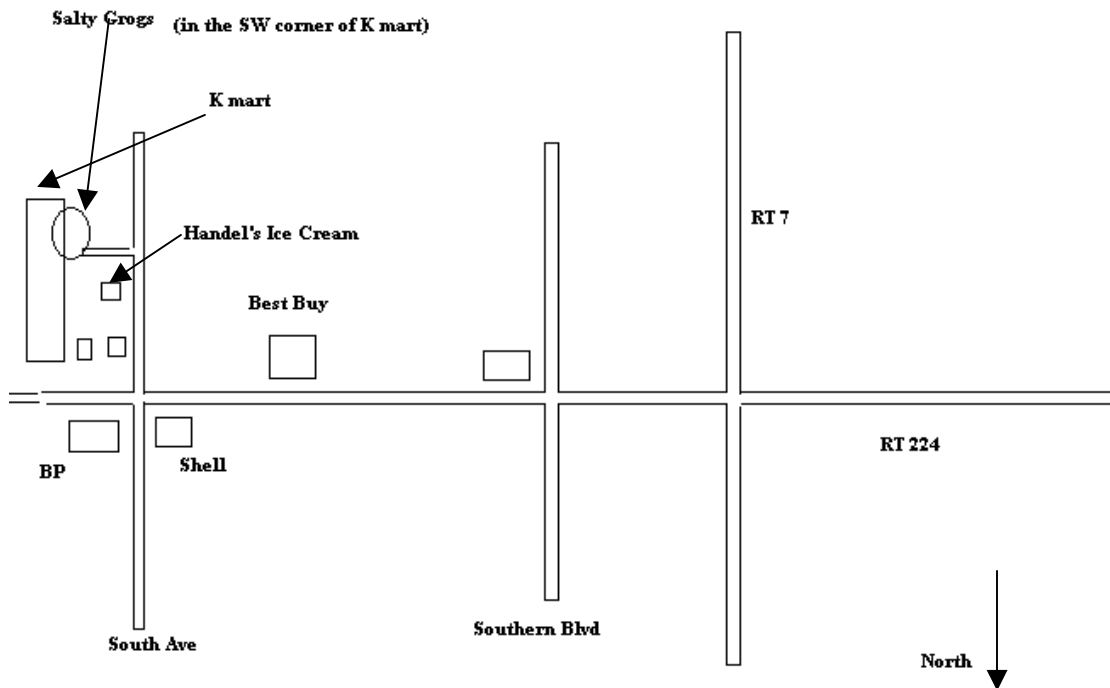 Salty Grogs
(in the SW corner of K mart)
K mart
RT 7
Handel's Ice Cream
Best Buy
RT 224
Shell
BP
Southern Blvd
South Ave
North